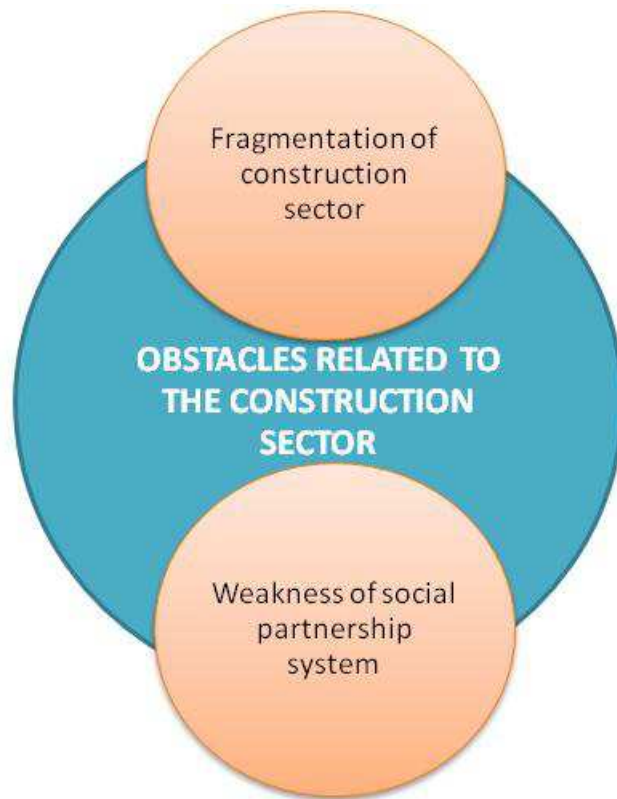 Fragmentation of
construction
sector
OBSTACLES RELATED TO
THE CONSTRUCTION
SECTOR
Weakness of social
partnership
system